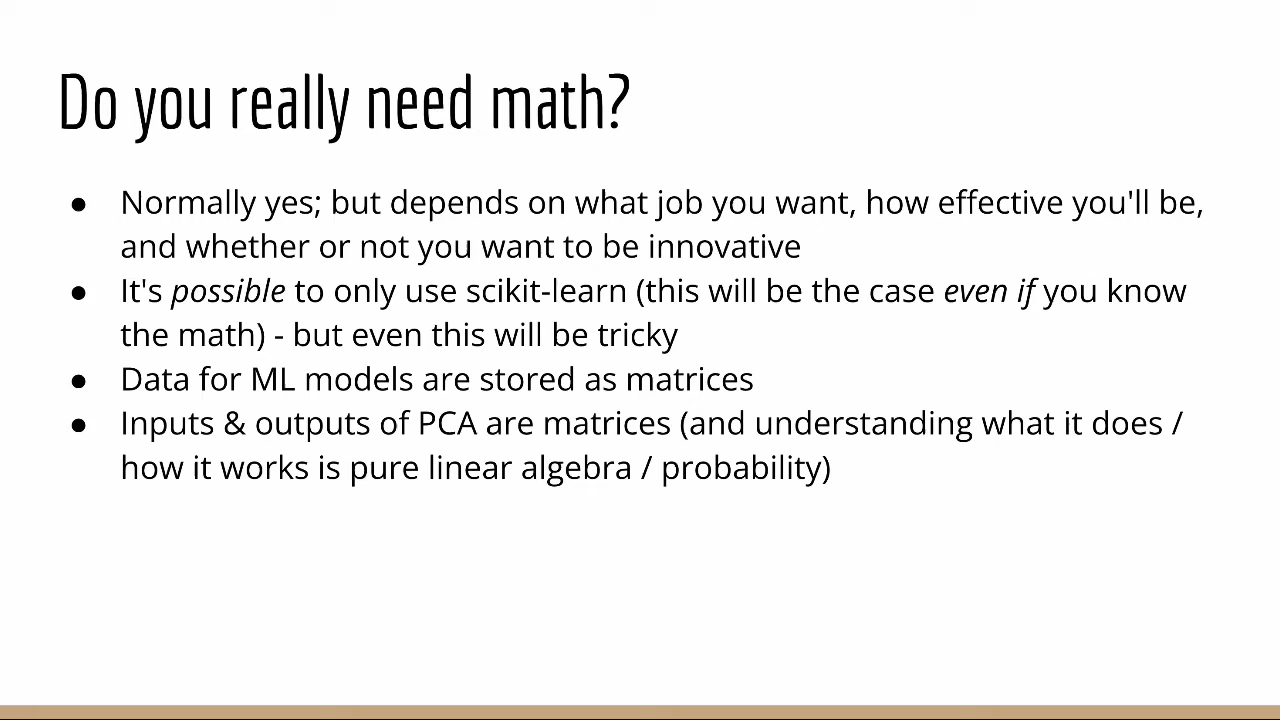 Do you really need math?
● Normally yes; but depends on what job you want, how effective you'll be,
and whether or not you want to be innovative
● It's possible to only use scikit-learn (this will be the case even if you know
the math) - but even this will be tricky
● Data for ML models are stored as matrices
● Inputs & outputs of PCA are matrices (and understanding what it does /
how it works is pure linear algebra / probability)